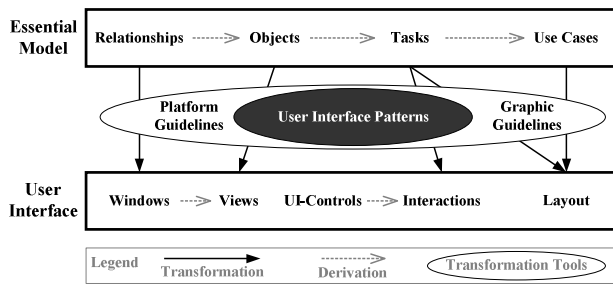 Essential Model
Relationships Objects Tasks Use Cases
Platform Guidelines
User Interface Patterns
Graphic Guidelines
User Interface
Windows Views UI-Controls Interactions Layout
Legend Transformation Derivation Transformation Tools